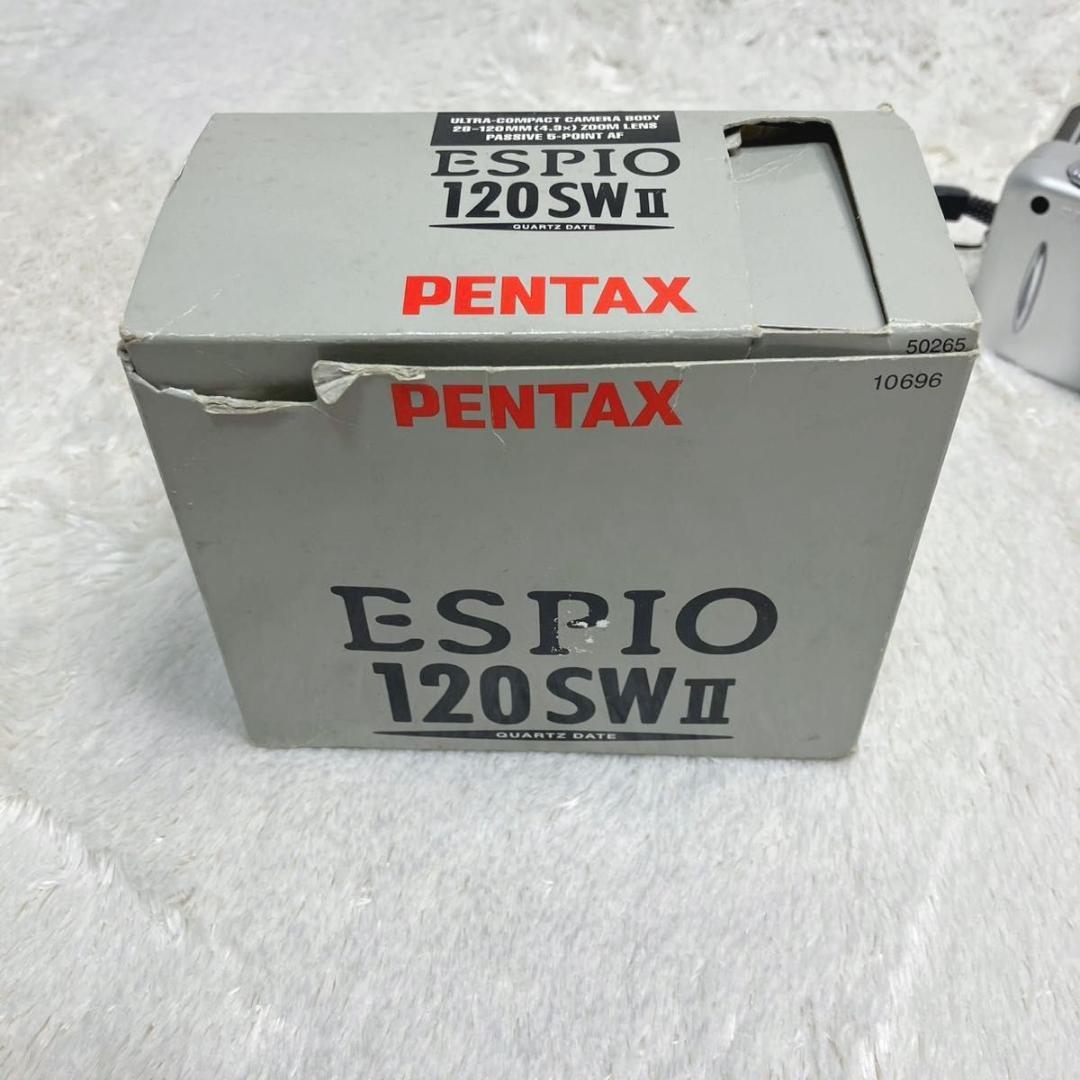 ULTRA-COMPACT CAMERA BODY
28-120MM(4.3×) ZOOM LENS
PASSIVE 5-POINT AF
ESPIO
120SWII
QUARTZ DATE
PENTAX
50265
10696
PENTAX
ESPIO
120SWII
QUARTZ DATE